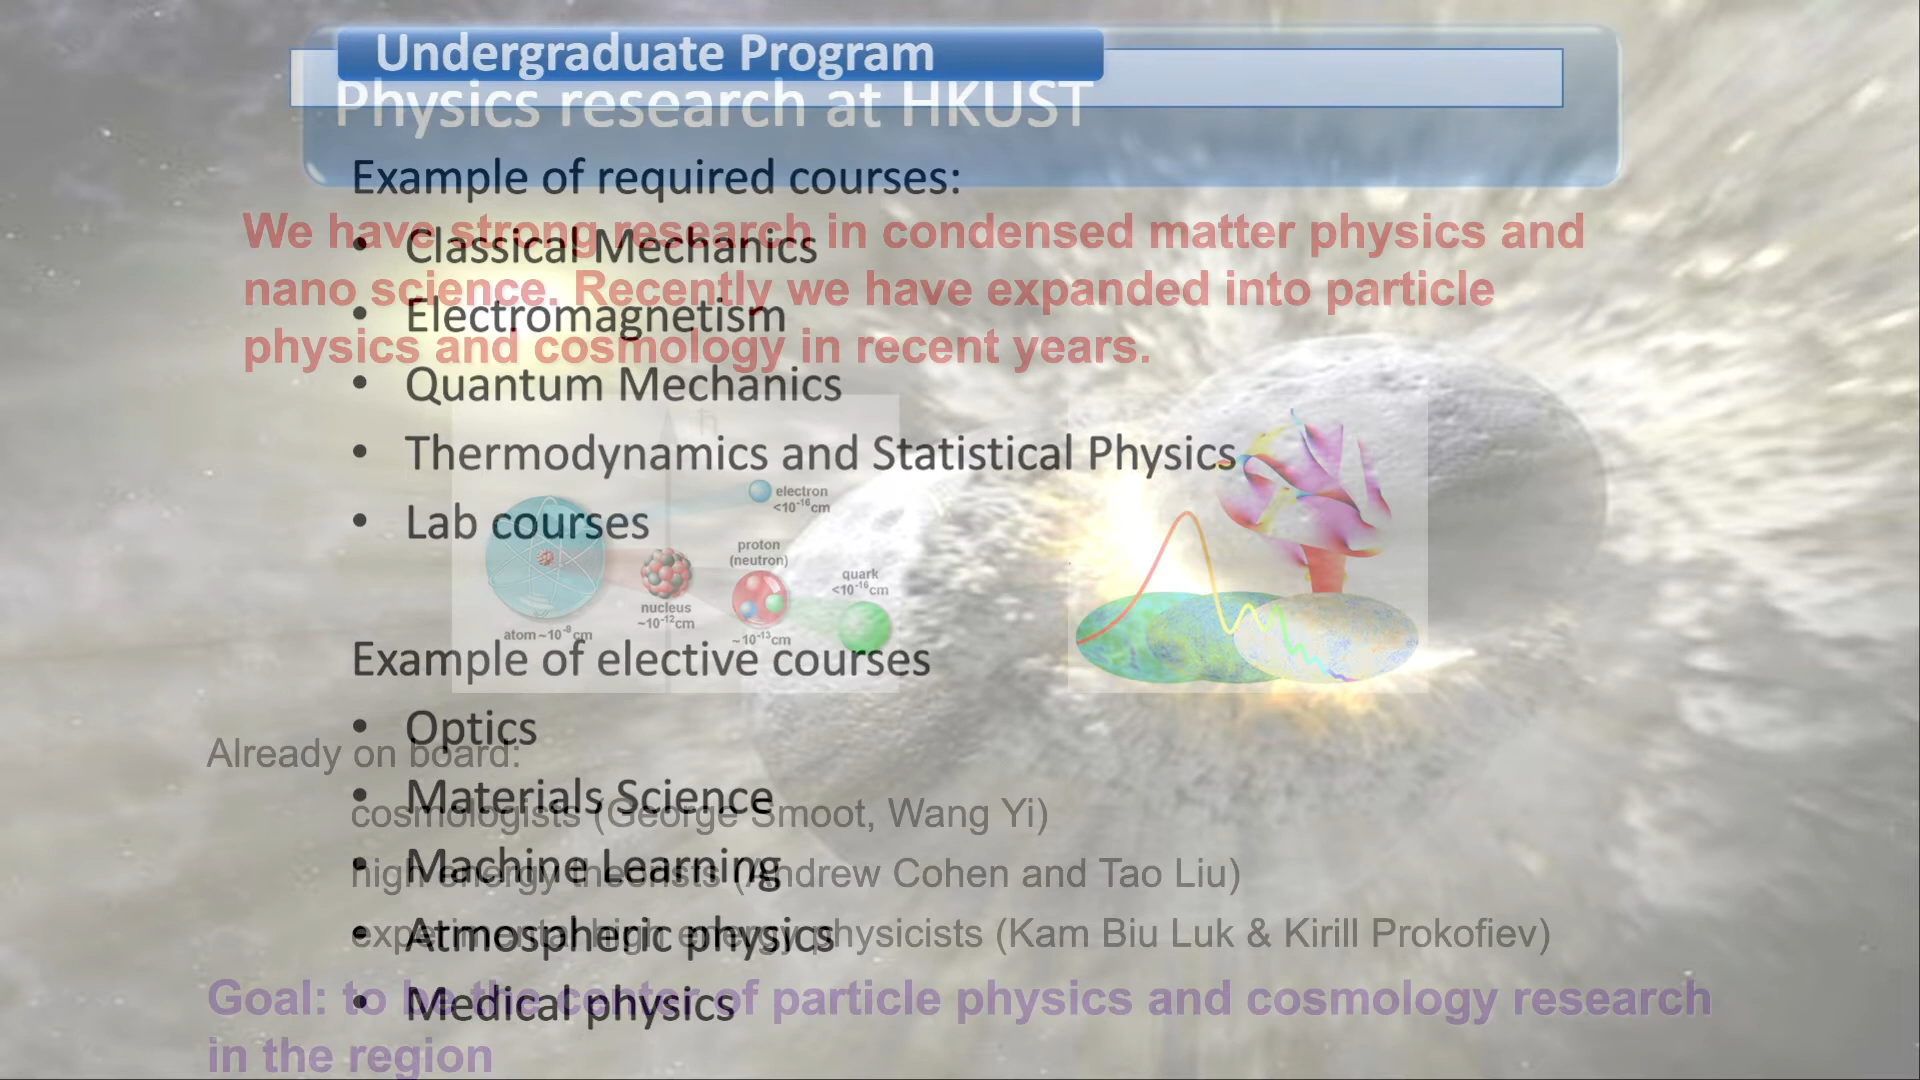 Undergraduate Program
Physics research at HKUST
Example of required courses:
We have strong research in condensed matter physics and
• Classical Mechanics
nano science. Recently we have expanded into particle
• Electromagnetism
physics and cosmology in recent years.
• Quantum Mechanics
• Thermodynamics and Statistical Physics
electron
<10⁻¹⁶cm
• Lab courses
proton
(neutron)
quark
<10⁻¹⁶cm
nucleus
~10⁻¹²cm
atom~10⁻⁸cm
~10⁻¹³cm
Example of elective courses
• Optics
Already on board:
• Materials Science
cosmologists (George Smoot, Wang Yi)
• Machine Learning
high energy theorists (Andrew Cohen and Tao Liu)
• Atmospheric physics
experimental high energy physicists (Kam Biu Luk & Kirill Prokofiev)
Goal: to be the center of particle physics and cosmology research
• Medical physics
in the region